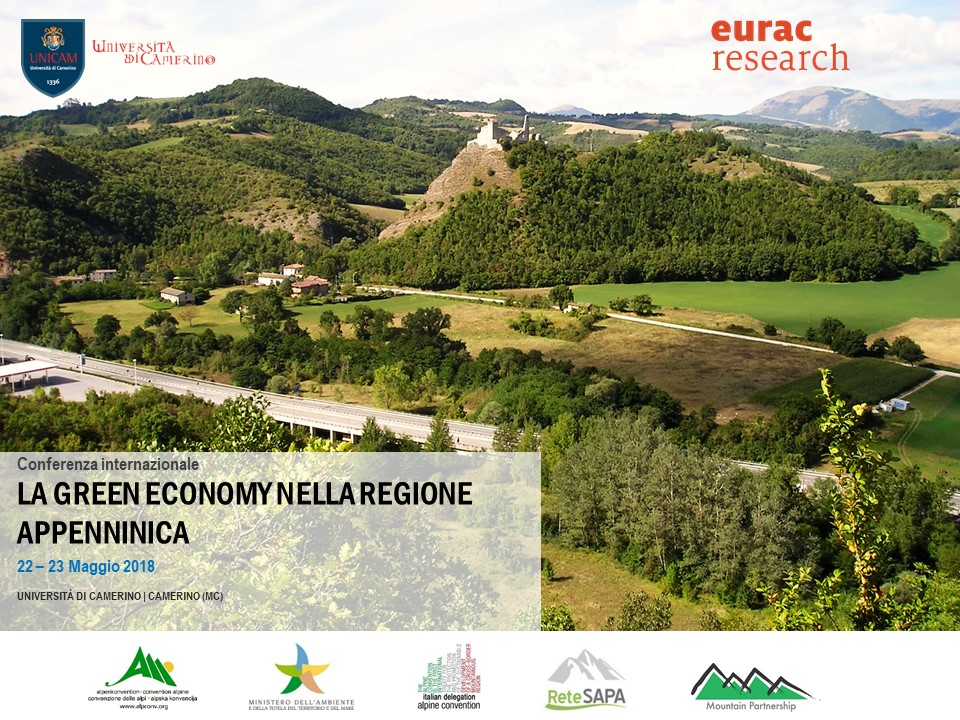 UNICAM
Università di Camerino
1336
UNIVERSITÀ
DI CAMERINO
eurac
research
Conferenza internazionale
LA GREEN ECONOMY NELLA REGIONE
APPENNINICA
22 – 23 Maggio 2018
UNIVERSITÀ DI CAMERINO | CAMERINO (MC)
alpenkonvention · convention alpine
convenzione delle alpi · alpska konvencija
www.alpconv.org
MINISTERO DELL'AMBIENTE
E DELLA TUTELA DEL TERRITORIO E DEL MARE
italian delegation
alpine convention
ReteSAPA
Mountain Partnership